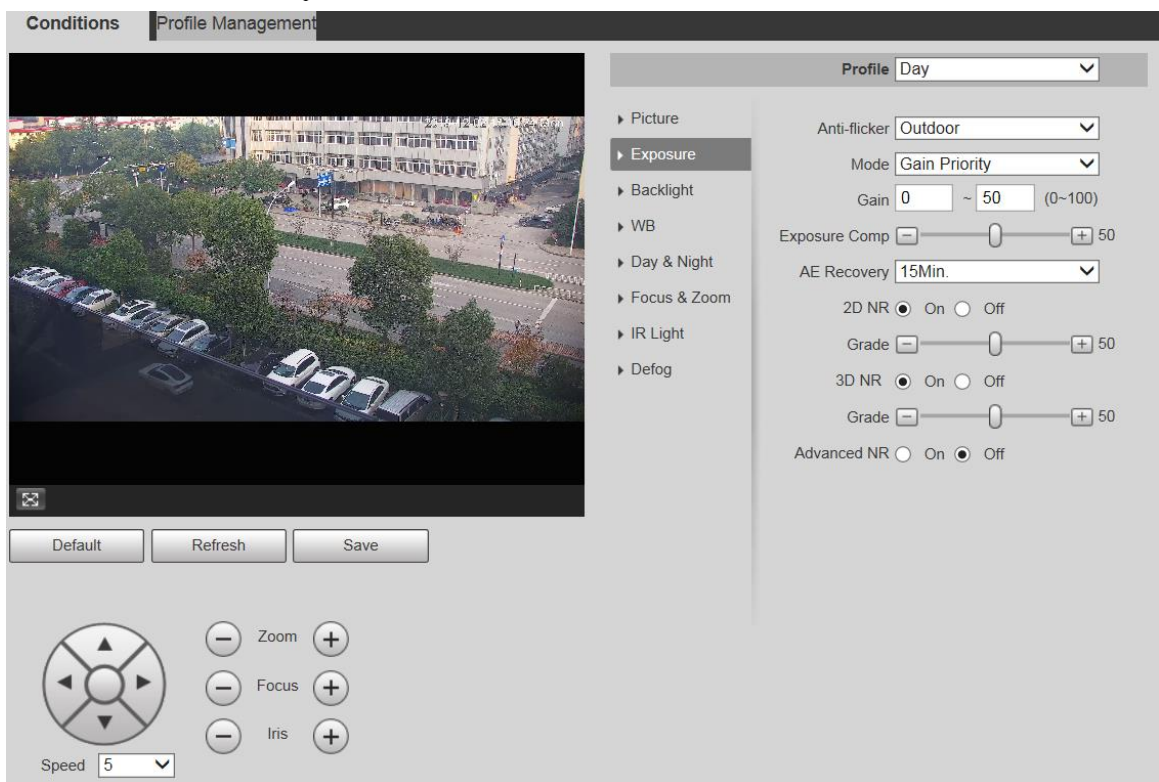 Conditions Profile Management
Profile Day
Picture
Exposure
Backlight
WB
Day & Night
Focus & Zoom
IR Light
Defog
Anti-flicker Outdoor
Mode Gain Priority
Gain 0 ~ 50 (0~100)
Exposure Comp - + 50
AE Recovery 15Min.
2D NR On Off
Grade - + 50
3D NR On Off
Grade - + 50
Advanced NR On Off
Default Refresh Save
- Zoom +
- Focus +
- Iris +
Speed 5